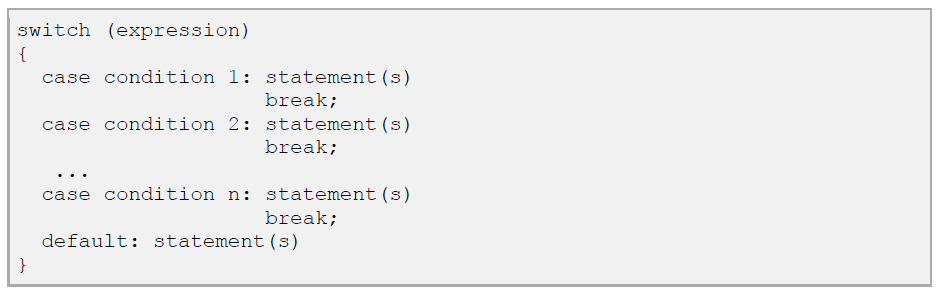 switch (expression)
{
case condition 1: statement(s)
break;
case condition 2: statement(s)
break;
...
case condition n: statement(s)
break;
default: statement(s)
}